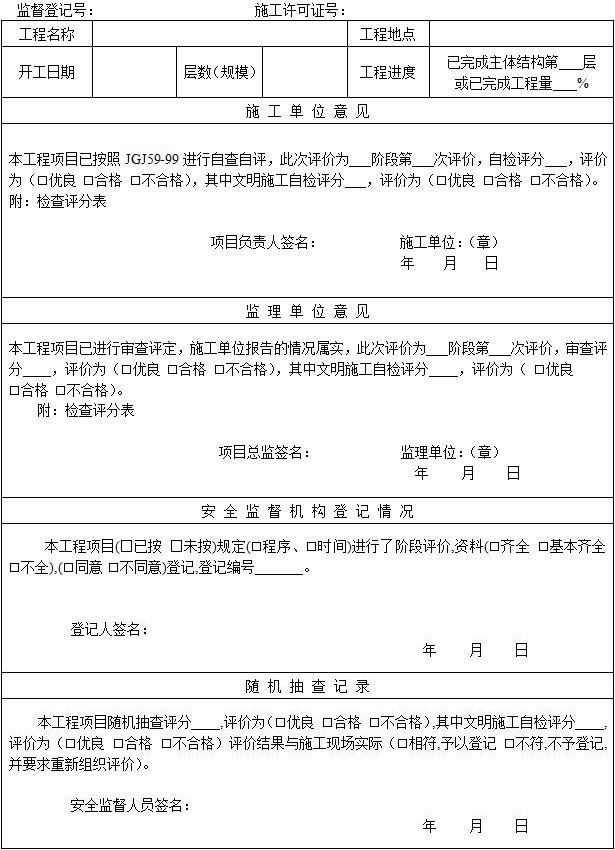 监督登记号： 施工许可证号：
工程名称 工程地点
开工日期 层数（规模） 工程进度 已完成主体结构第___层
或已完成工程量___%
施 工 单 位 意 见
本工程项目已按照 JGJ59-99 进行自查自评，此次评价为___阶段第___次评价，自检评分___，评价
为（□优良 □合格 □不合格），其中文明施工自检评分___，评价为（□优良 □合格 □不合格）。
附：检查评分表
项目负责人签名： 施工单位：（章）
年 月 日
监 理 单 位 意 见
本工程项目已进行审查评定，施工单位报告的情况属实，此次评价为___阶段第___次评价，审查评
分____，评价为（□优良 □合格 □不合格），其中文明施工自检评分____，评价为（ □优良
□合格 □不合格）。
附：检查评分表
项目总监签名： 监理单位：（章）
年 月 日
安 全 监 督 机 构 登 记 情 况
本工程项目(□已按 □未按)规定(□程序、□时间)进行了阶段评价,资料(□齐全 □基本齐全
□不全),(□同意 □不同意)登记,登记编号_______。
登记人签名：
年 月 日
随 机 抽 查 记 录
本工程项目随机抽查评分____,评价为(□优良 □合格 □不合格),其中文明施工自检评分____,
评价为（□优良 □合格 □不合格）评价结果与施工现场实际（□相符,予以登记 □不符,不予登记,
并要求重新组织评价）。
安全监督人员签名：
年 月 日